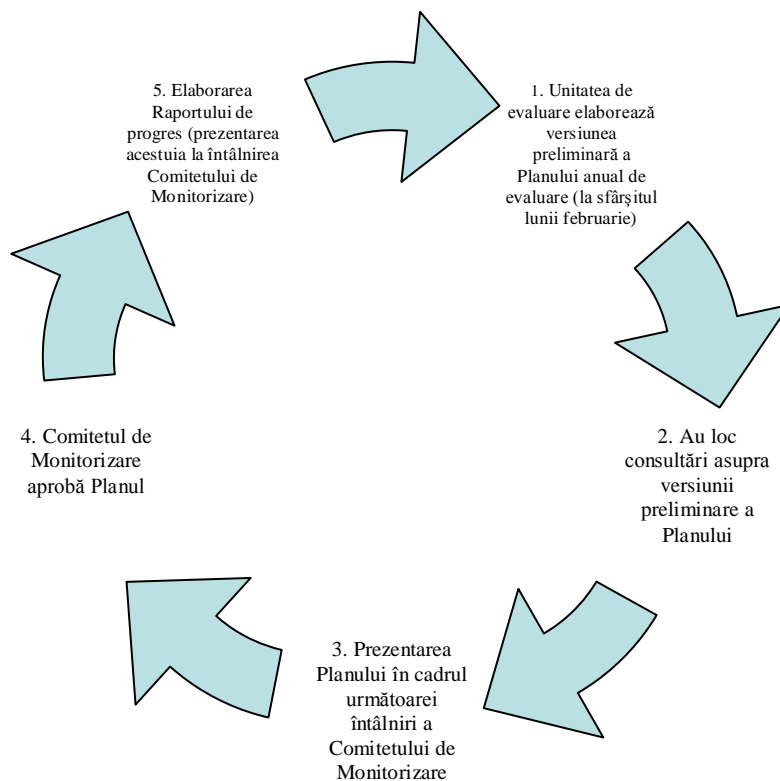 1. Unitatea de
evaluare elaborează
versiunea
preliminară a
Planului anual de
evaluare (la sfârşitul
lunii februarie)
2. Au loc
consultări asupra
versiunii
preliminare a
Planului
3. Prezentarea
Planului în cadrul
următoarei
întâlniri a
Comitetului de
Monitorizare
4. Comitetul de
Monitorizare
aprobă Planul
5. Elaborarea
Raportului de
progres (prezentarea
acestuia la întâlnirea
Comitetului de
Monitorizare)